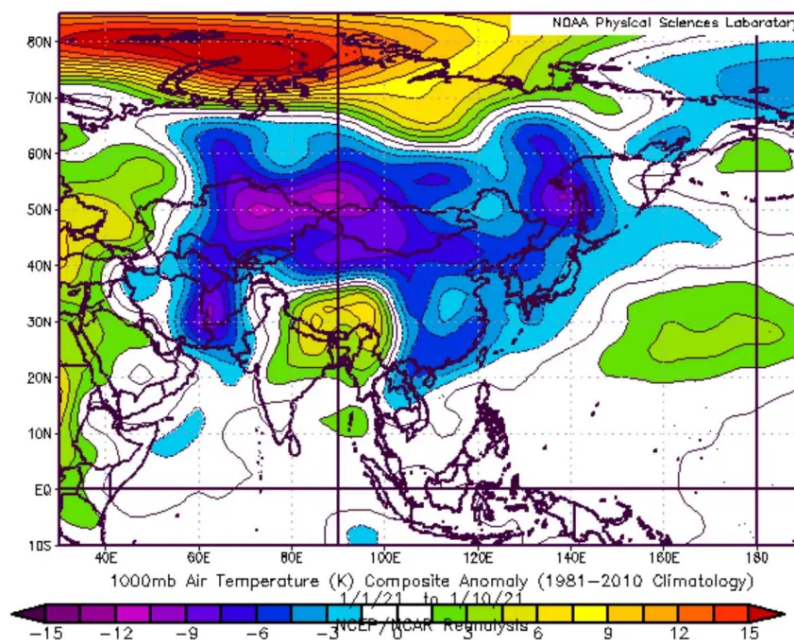 NOAA Physical Sciences Laboratory
80N
70N
60N
50N
40N
30N
20N
10N
EQ
10S
40E 60E 80E 100E 120E 140E 160E 180
1000mb Air Temperature (K) Composite Anomaly (1981-2010 Climatology)
1/1/21 to 1/10/21
NCEP/NCAR Reanalysis
-15 -12 -9 -6 -3 0 3 6 9 12 15